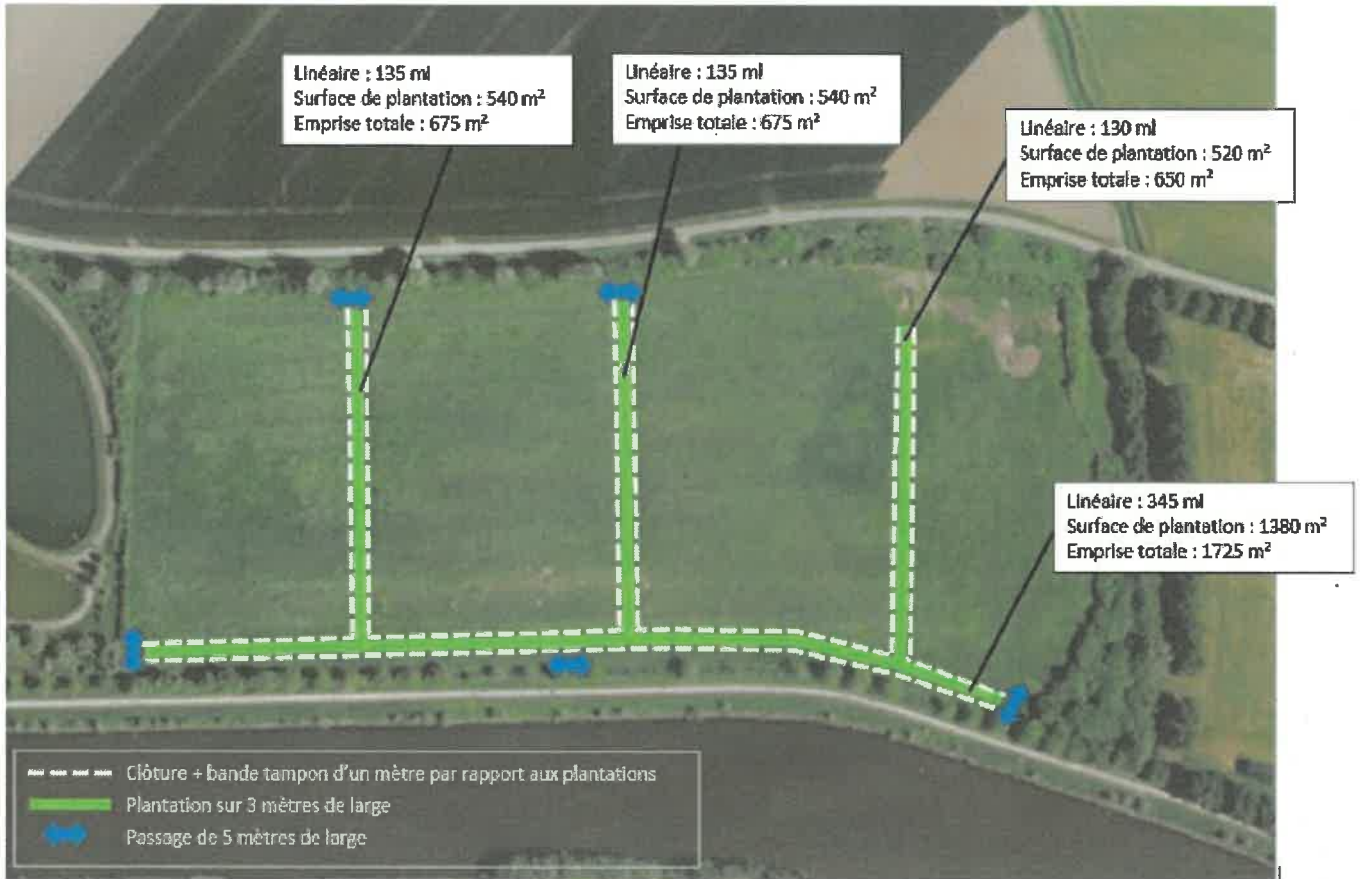 Linéaire : 135 ml
Surface de plantation : 540 m²
Emprise totale : 675 m²
Linéaire : 135 ml
Surface de plantation : 540 m²
Emprise totale : 675 m²
Linéaire : 130 ml
Surface de plantation : 520 m²
Emprise totale : 650 m²
Linéaire : 345 ml
Surface de plantation : 1380 m²
Emprise totale : 1725 m²
Clôture + bande tampon d'un mètre par rapport aux plantations
Plantation sur 3 mètres de large
Passage de 5 mètres de large